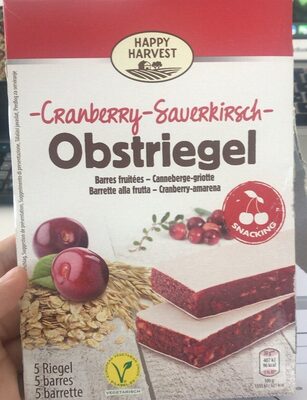 HAPPY
HARVEST
-Cranberry-Sauerkirsch-
Obstriegel
Barres fruitées – Canneberge-griotte
Barrette alla frutta – Cranberry-amarena
SNACKING
5 Riegel
5 barres
5 barrette
VEGETARISCH